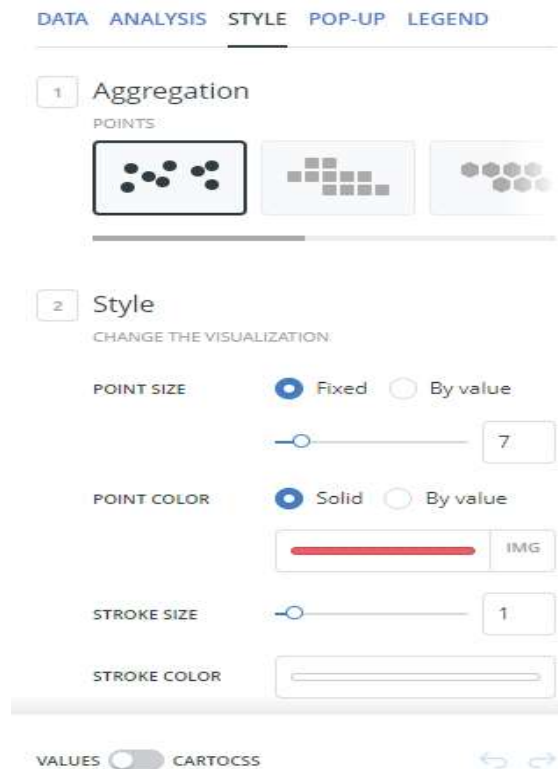 DATA ANALYSIS STYLE POP-UP LEGEND
1 Aggregation
POINTS
2 Style
CHANGE THE VISUALIZATION
POINT SIZE Fixed By value
7
POINT COLOR Solid By value
IMG
STROKE SIZE 1
STROKE COLOR
VALUES CARTOCSS